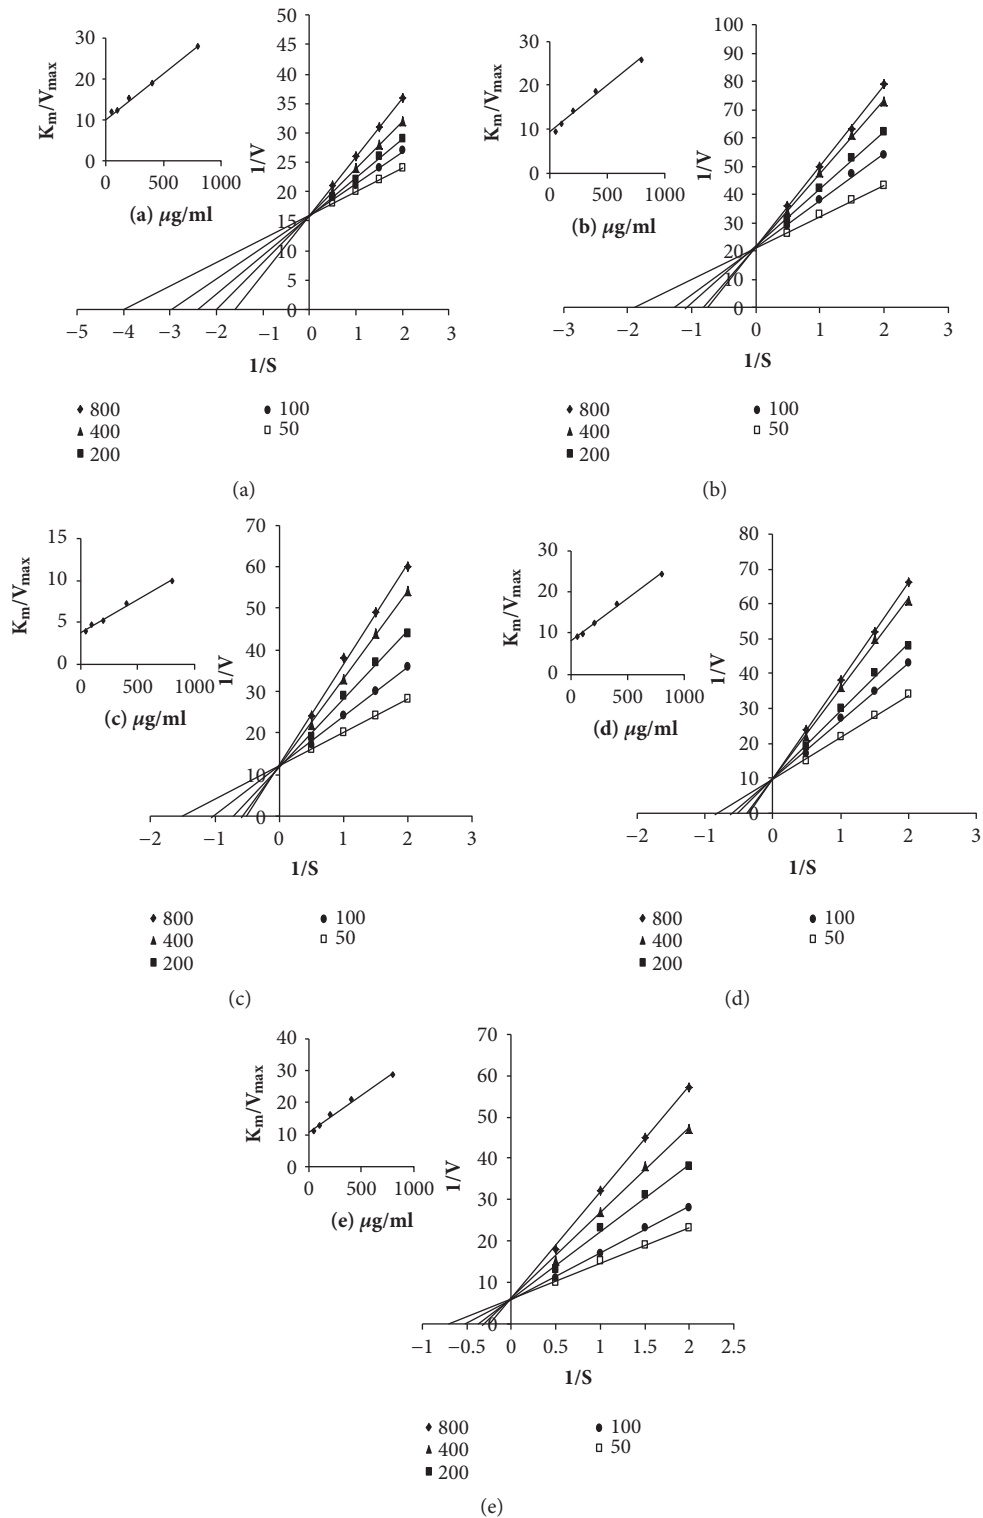 50
45
40
35
30
25
20
15
10
5
0
1/V
−5 −4 −3 −2 −1 0 1 2 3
1/S
30
20
10
0
Km/Vmax
0 500 1000
(a) μg/ml
800 100
400 50
200
(a)
100
90
80
70
60
50
40
30
20
10
0
1/V
−3 −2 −1 0 1 2 3
1/S
30
20
10
0
Km/Vmax
0 500 1000
(b) μg/ml
800 100
400 50
200
(b)
70
60
50
40
30
20
10
0
1/V
−2 −1 0 1 2 3
1/S
15
10
5
0
Km/Vmax
0 500 1000
(c) μg/ml
800 100
400 50
200
(c)
80
70
60
50
40
30
20
10
0
1/V
−2 −1 0 1 2 3
1/S
30
20
10
0
Km/Vmax
0 500 1000
(d) μg/ml
800 100
400 50
200
(d)
70
60
50
40
30
20
10
0
1/V
−1 −0.5 0 0.5 1 1.5 2 2.5
1/S
40
30
20
10
0
Km/Vmax
0 500 1000
(e) μg/ml
800 100
400 50
200
(e)